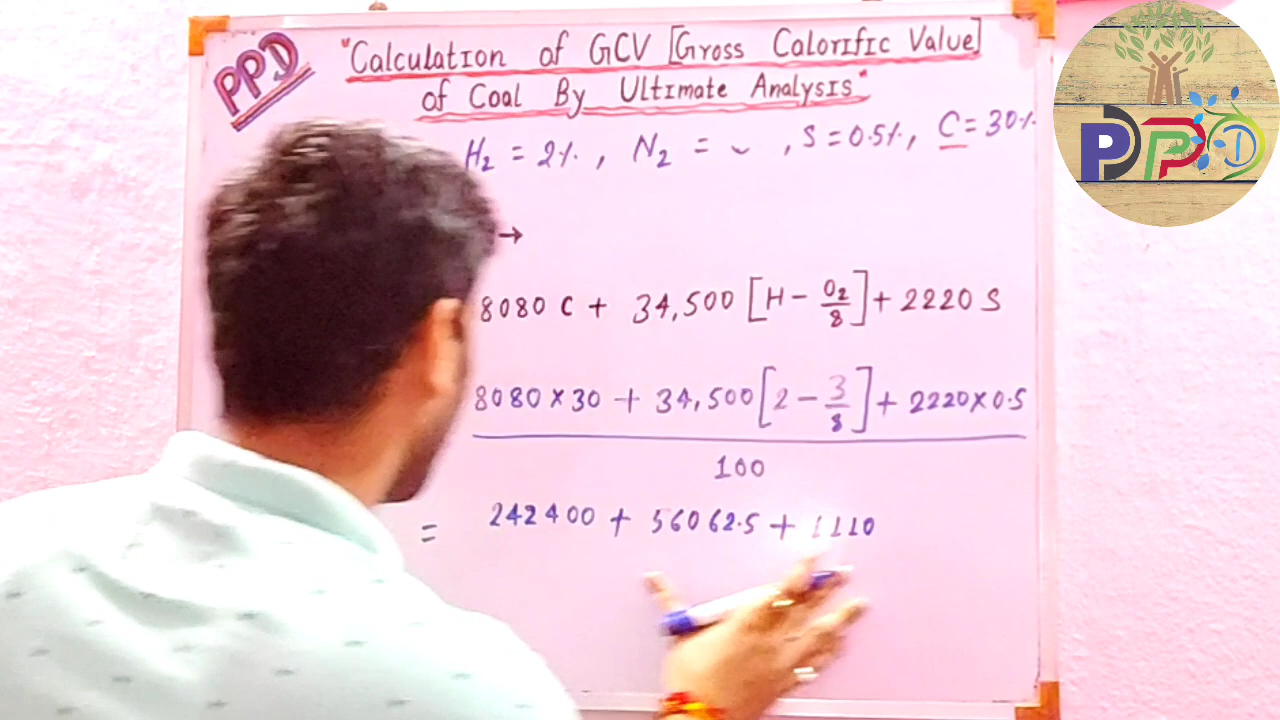 PPD
"Calculation of GCV [Gross Calorific Value]
of Coal By Ultimate Analysis"
H₂ = 2%, N₂ = ⌣, S = 0.5%, C = 30%
→
8080 C + 34,500 [H - O₂/8] + 2220 S
8080 × 30 + 34,500 [2 - 3/8] + 2220 × 0.5
100
= 242400 + 56062.5 + 1110
PPD